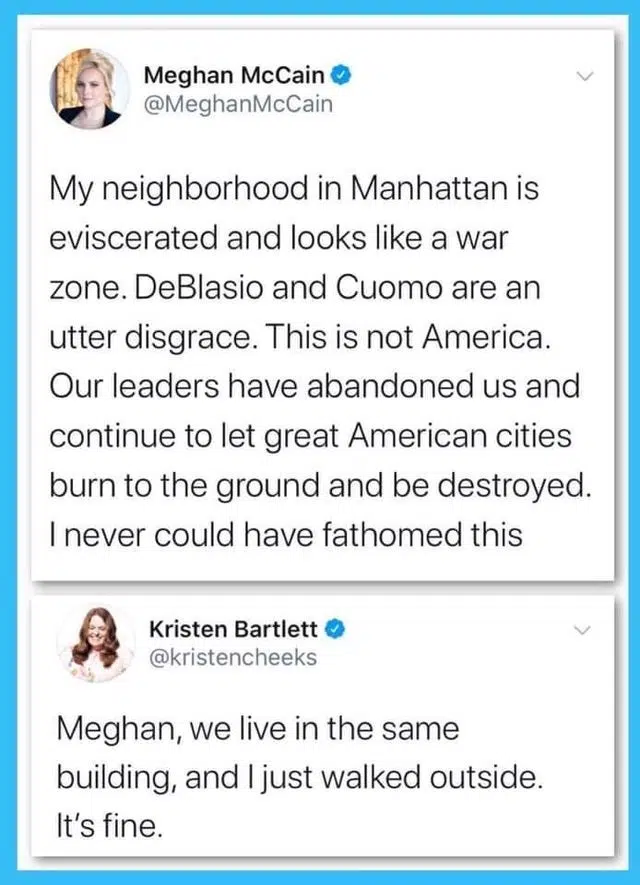 Meghan McCain
@MeghanMcCain
My neighborhood in Manhattan is
eviscerated and looks like a war
zone. DeBlasio and Cuomo are an
utter disgrace. This is not America.
Our leaders have abandoned us and
continue to let great American cities
burn to the ground and be destroyed.
I never could have fathomed this
Kristen Bartlett
@kristencheeks
Meghan, we live in the same
building, and I just walked outside.
It's fine.